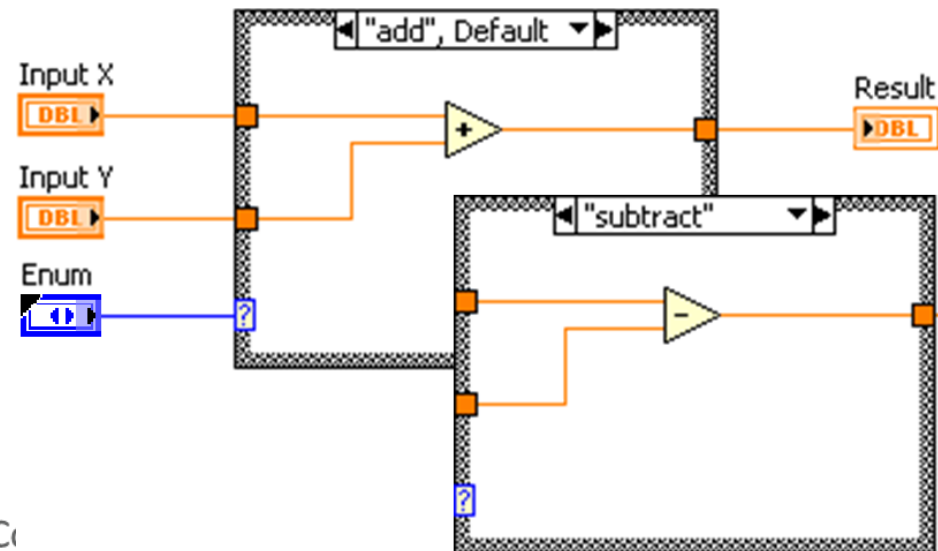 "add", Default
Input X
DBL
+
Result
DBL
Input Y
DBL
"subtract"
Enum
?
-
?